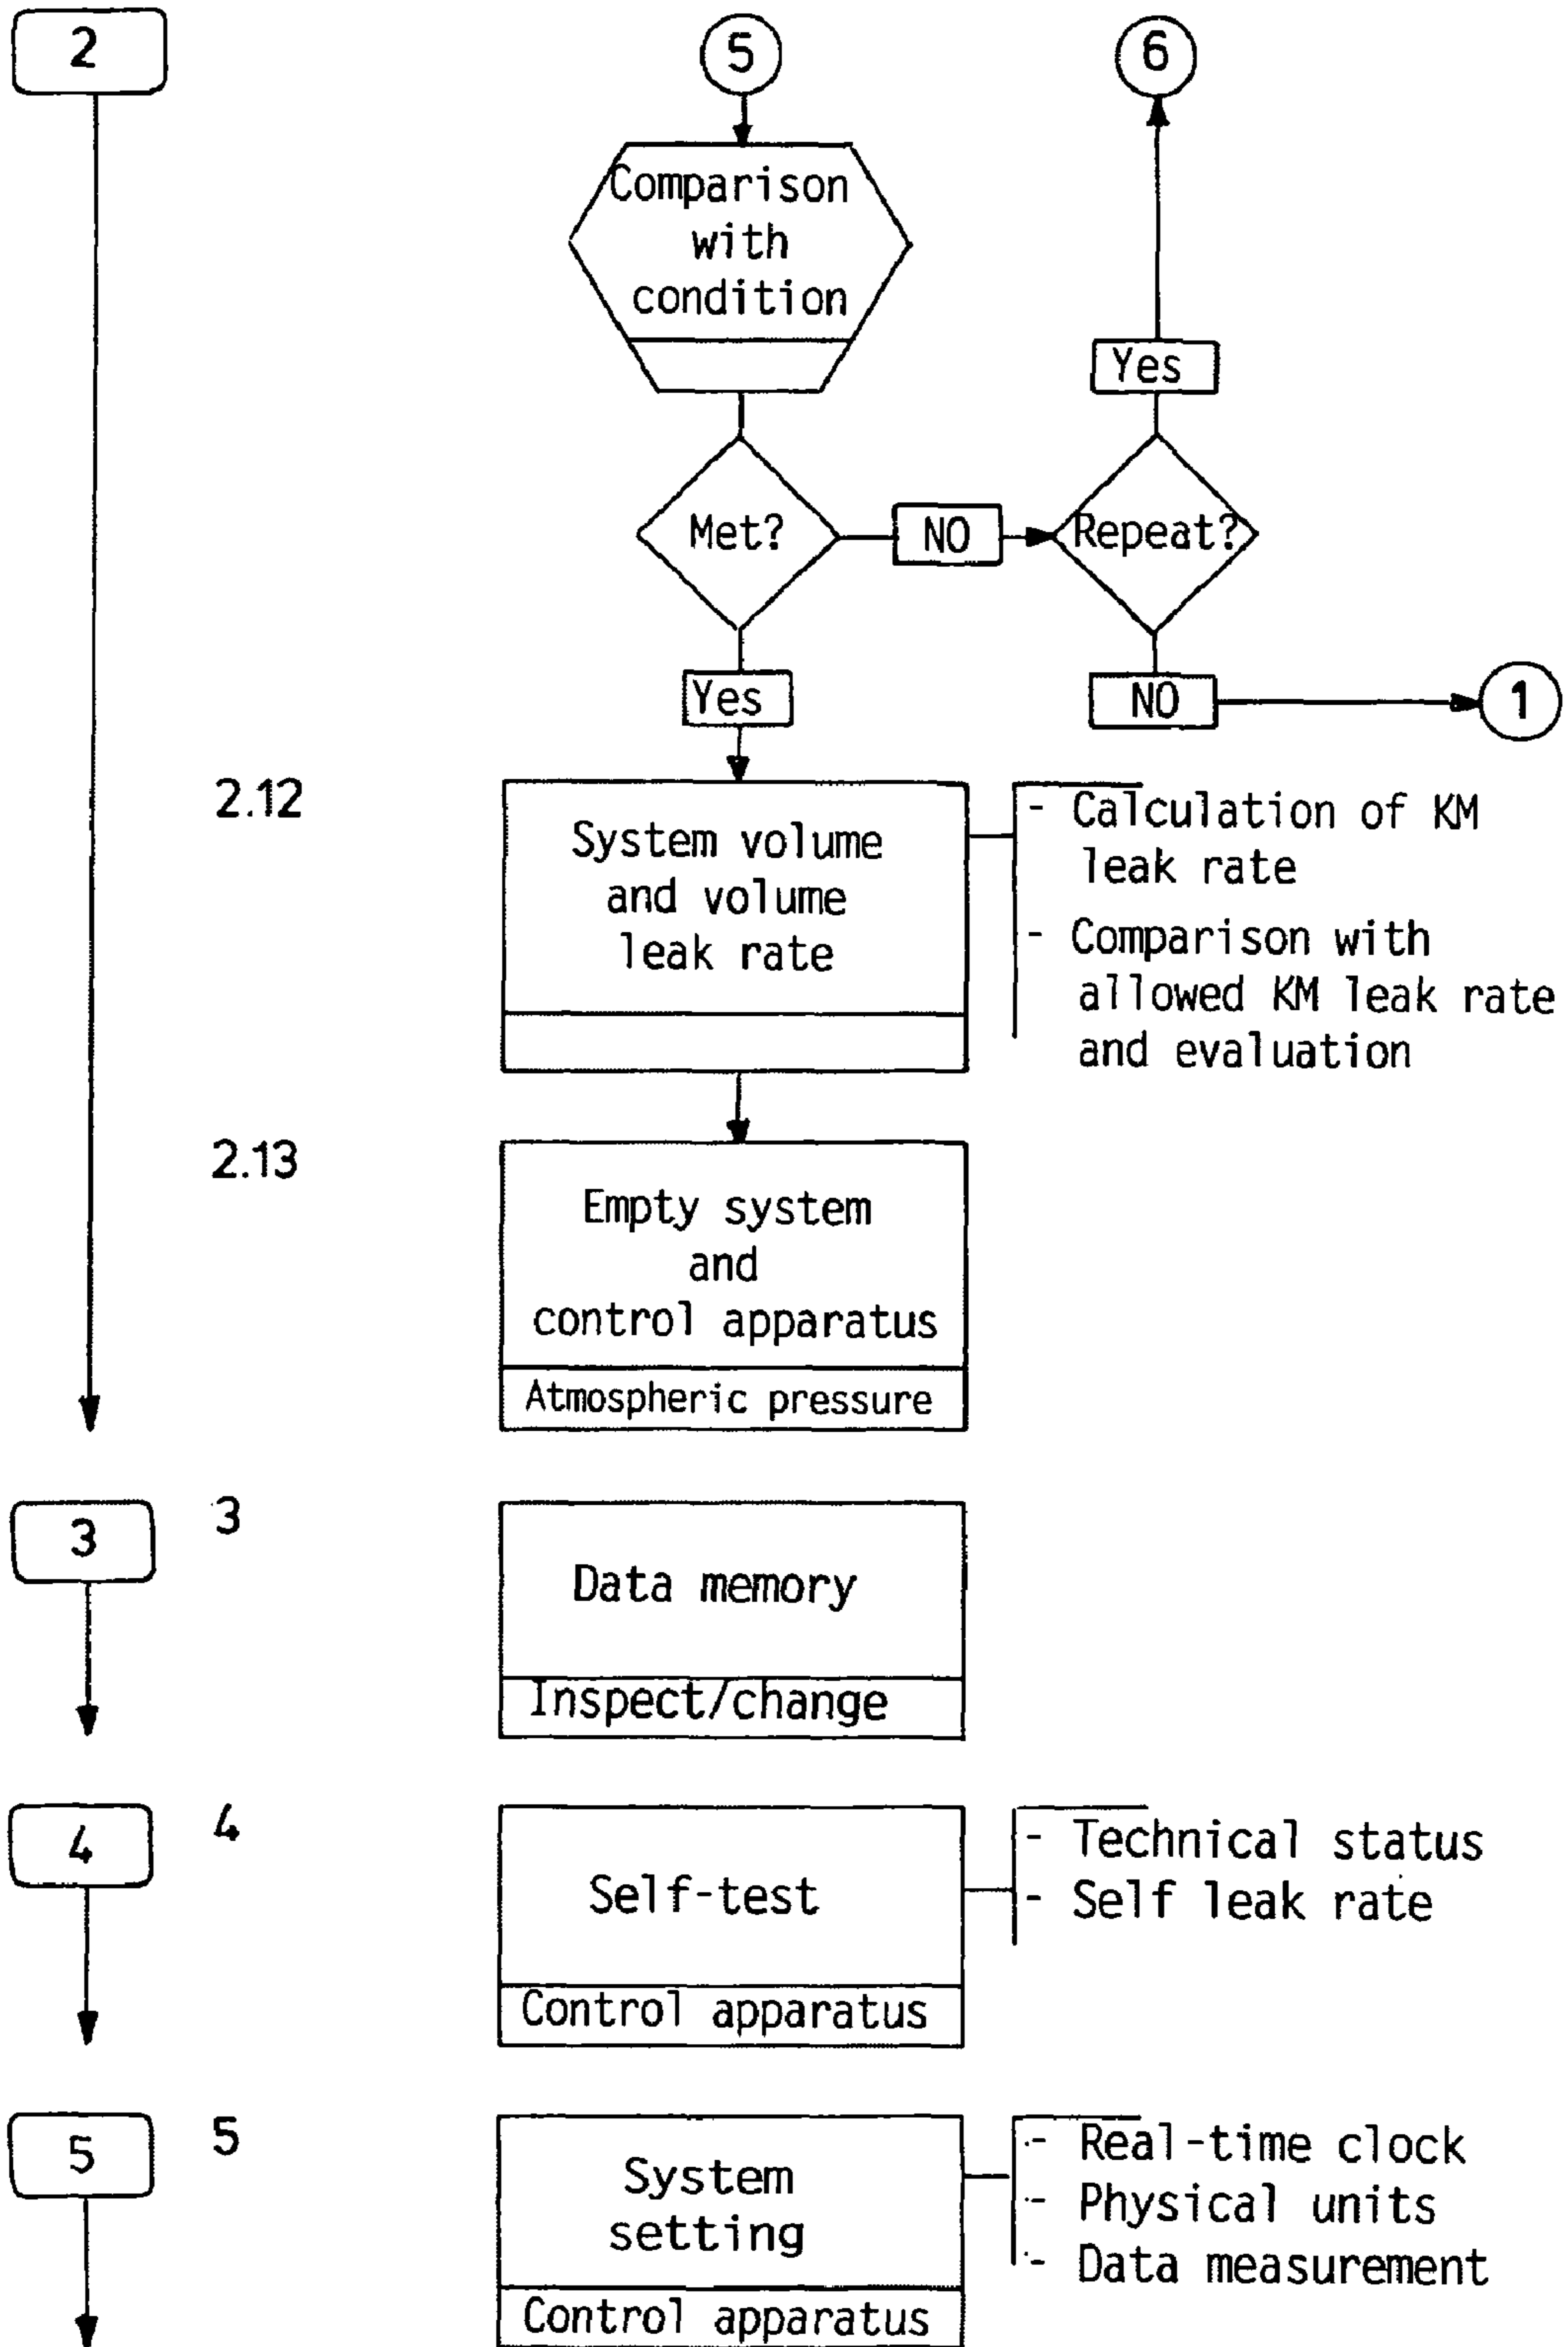 2
5
6
Comparison
with
condition
Yes
Met?
NO
Repeat?
Yes
NO
1
2.12
System volume
and volume
leak rate
- Calculation of KM
leak rate
- Comparison with
allowed KM leak rate
and evaluation
2.13
Empty system
and
control apparatus
Atmospheric pressure
3
3
Data memory
Inspect/change
4
4
Self-test
Control apparatus
- Technical status
- Self leak rate
5
5
System
setting
Control apparatus
- Real-time clock
- Physical units
- Data measurement